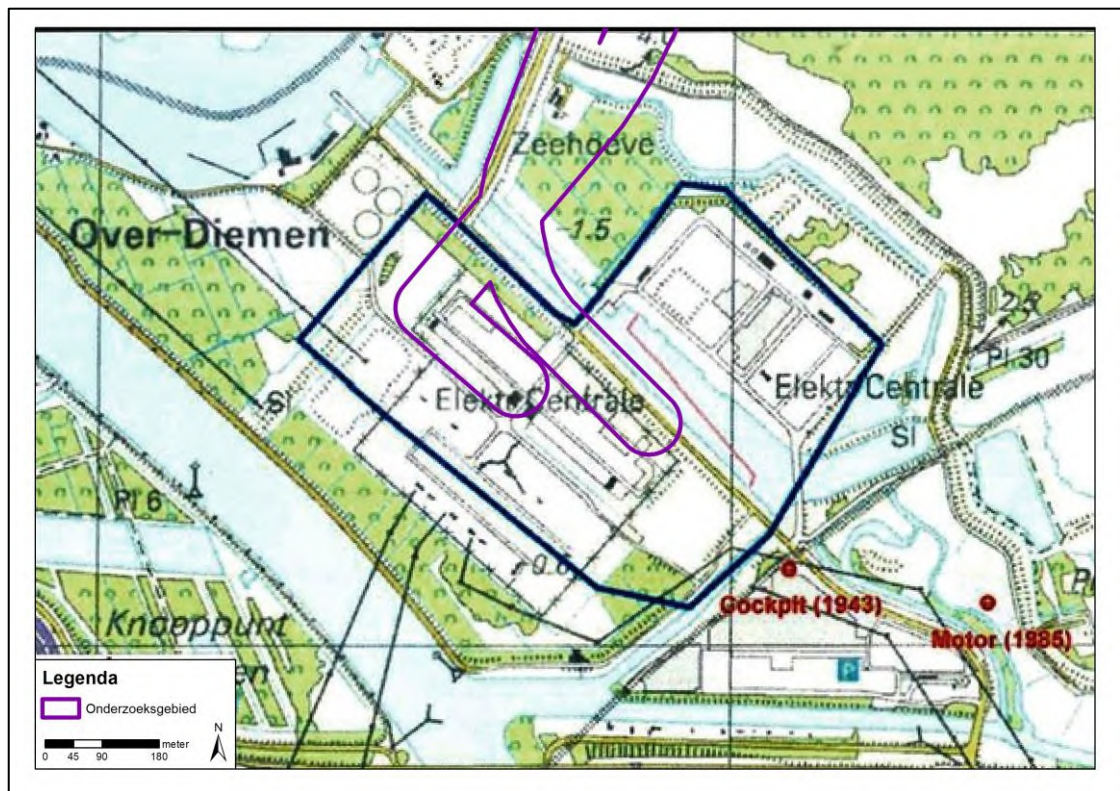 Zeehoeve
Over-Diemen
-1.5
2.5
Pl 30
Elektr Centrale
Elektr Centrale
Sl
Sl
Pl 6
-0.6
Cockpit (1943)
Motor (1985)
Knooppunt
en
P
Legenda
Onderzoeksgebied
meter
0 45 90 180
N